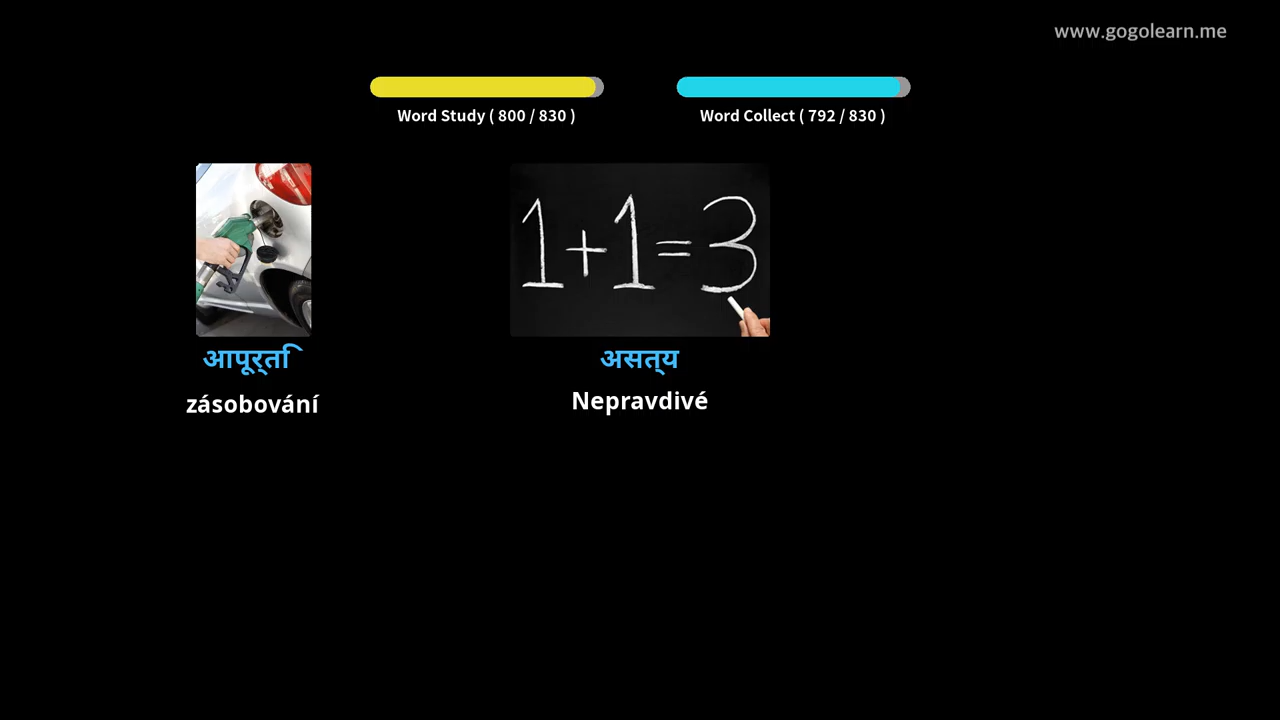 www.gogolearn.me
Word Study ( 800 / 830 )
Word Collect ( 792 / 830 )
1+1=3
आपूर्ति
असत्य
zásobování
Nepravdivé